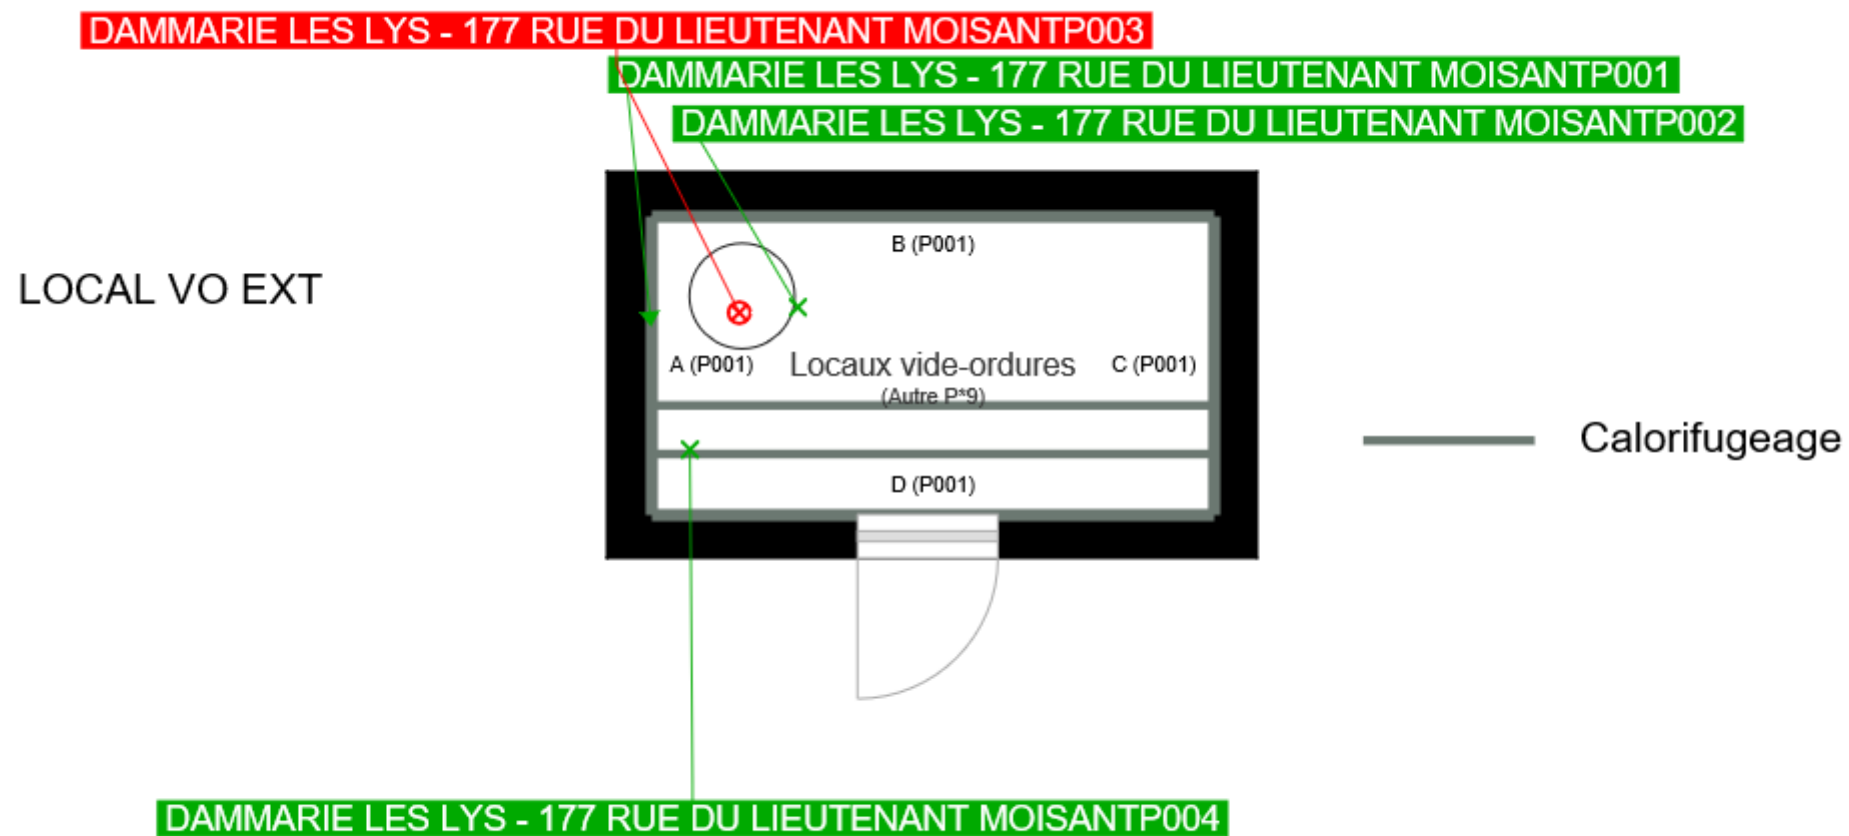 DAMMARIE LES LYS - 177 RUE DU LIEUTENANT MOISANTP003
DAMMARIE LES LYS - 177 RUE DU LIEUTENANT MOISANTP001
DAMMARIE LES LYS - 177 RUE DU LIEUTENANT MOISANTP002
B (P001)
LOCAL VO EXT
A (P001)
Locaux vide-ordures
C (P001)
(Autre P*9)
Calorifugeage
D (P001)
DAMMARIE LES LYS - 177 RUE DU LIEUTENANT MOISANTP004